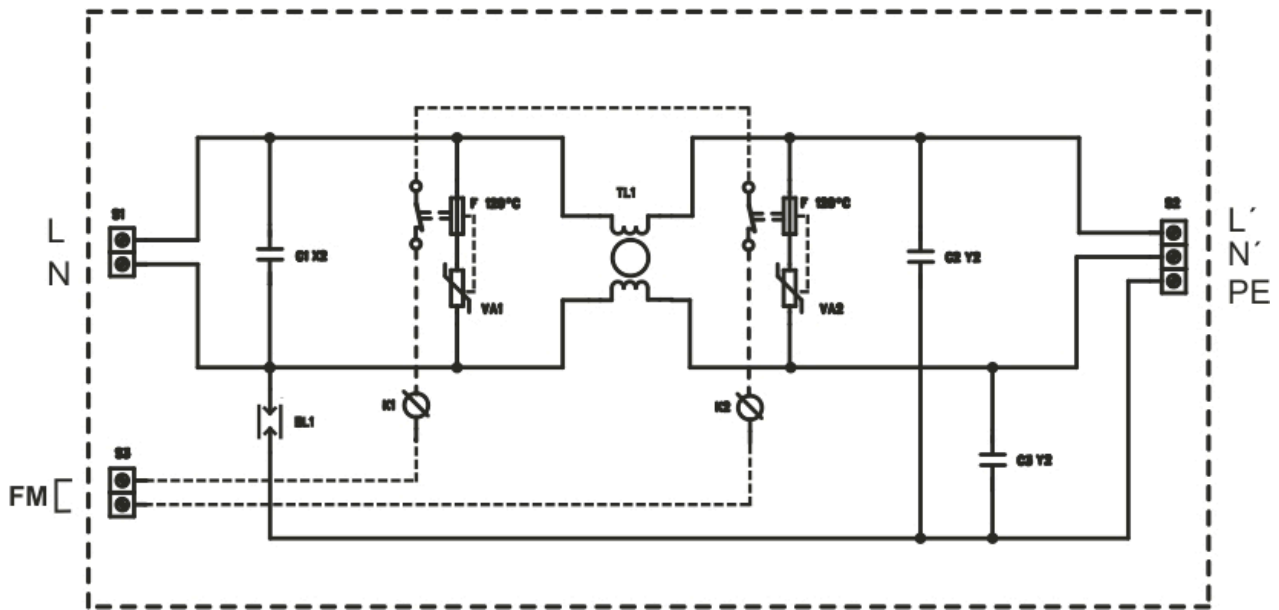 TL1
F 120°C
F 120°C
S1
S2
L
L´
N
C1 X2
C2 Y2
N´
PE
VA1
VA2
K1
K2
BL1
S3
C3 Y2
FM